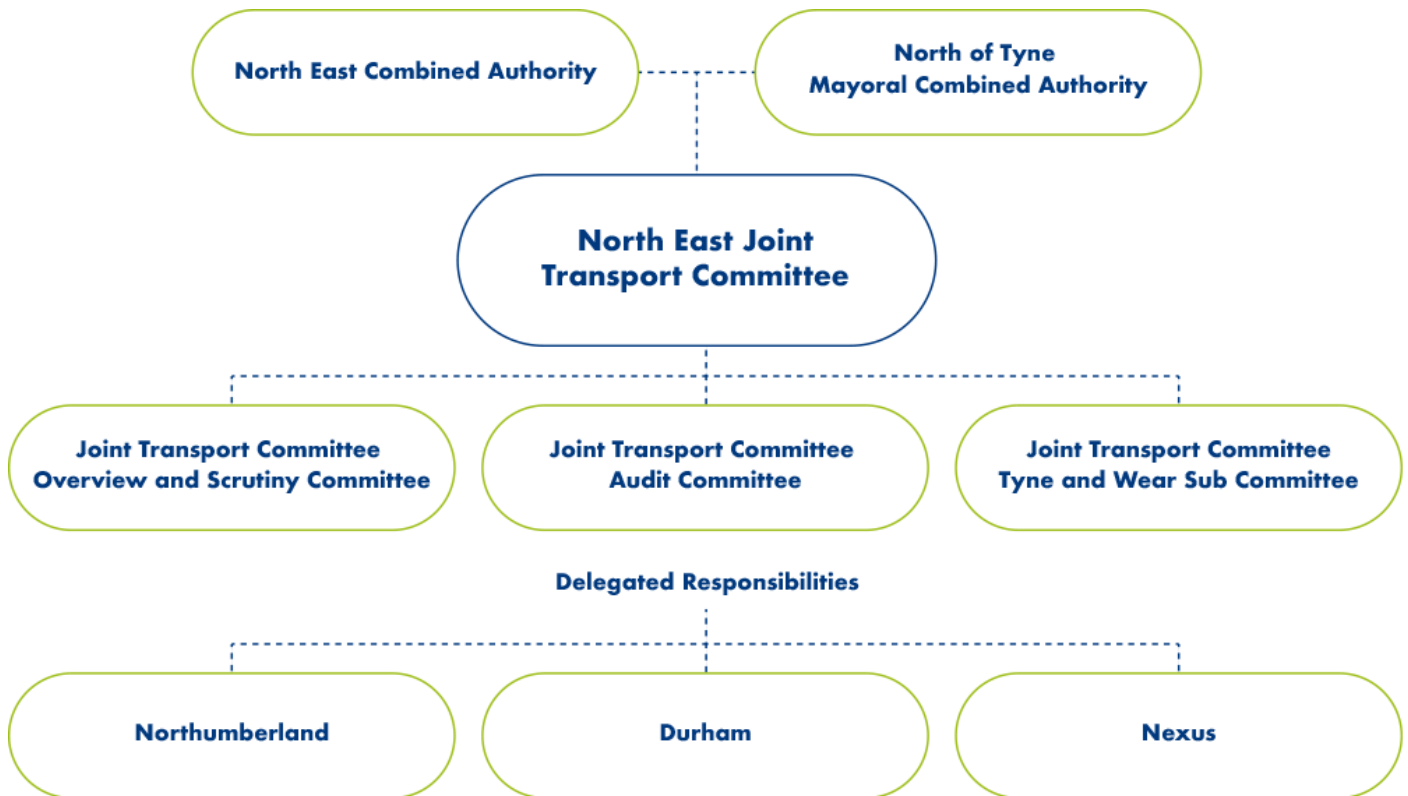 North East Combined Authority
North of Tyne
Mayoral Combined Authority
North East Joint
Transport Committee
Joint Transport Committee
Overview and Scrutiny Committee
Joint Transport Committee
Audit Committee
Joint Transport Committee
Tyne and Wear Sub Committee
Delegated Responsibilities
Northumberland
Durham
Nexus